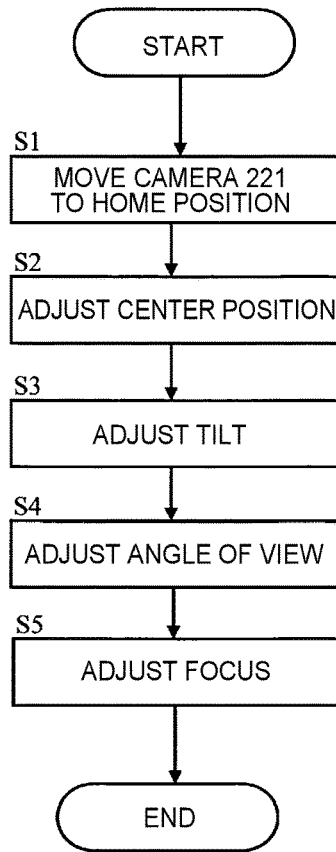 START
S1
MOVE CAMERA 221
TO HOME POSITION
S2
ADJUST CENTER POSITION
S3
ADJUST TILT
S4
ADJUST ANGLE OF VIEW
S5
ADJUST FOCUS
END